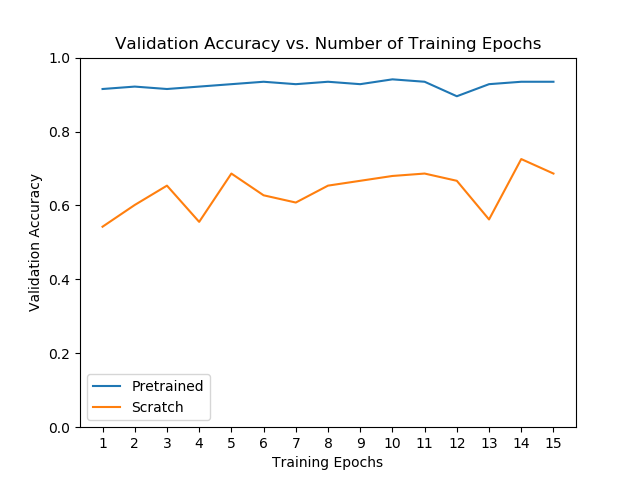 Validation Accuracy vs. Number of Training Epochs
1.0
0.8
0.6
0.4
0.2
0.0
Validation Accuracy
Pretrained
Scratch
1 2 3 4 5 6 7 8 9 10 11 12 13 14 15
Training Epochs